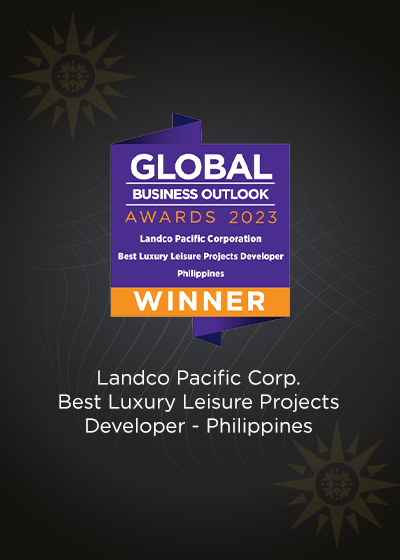 GLOBAL
BUSINESS OUTLOOK
AWARDS 2023
Landco Pacific Corporation
Best Luxury Leisure Projects Developer
Philippines
WINNER
Landco Pacific Corp.
Best Luxury Leisure Projects
Developer - Philippines